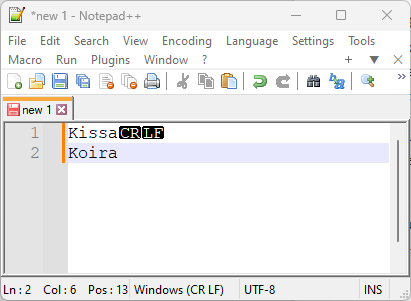 *new 1 - Notepad++
File Edit Search View Encoding Language Settings Tools
Macro Run Plugins Window ? + ▼ ×
new 1
1 KissaCRLF
2 Koira
Ln : 2 Col : 6 Pos : 13 Windows (CR LF) UTF-8 INS